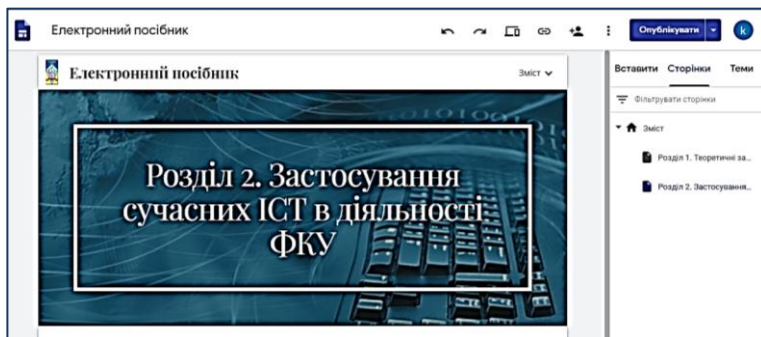 Електронний посібник
Опублікувати
k
Електронний посібник
Зміст
Розділ 2. Застосування
сучасних ІСТ в діяльності
ФКУ
Вставити Сторінки Теми
Фільтрувати сторінки
Зміст
Розділ 1. Теоретичні за...
Розділ 2. Застосування...